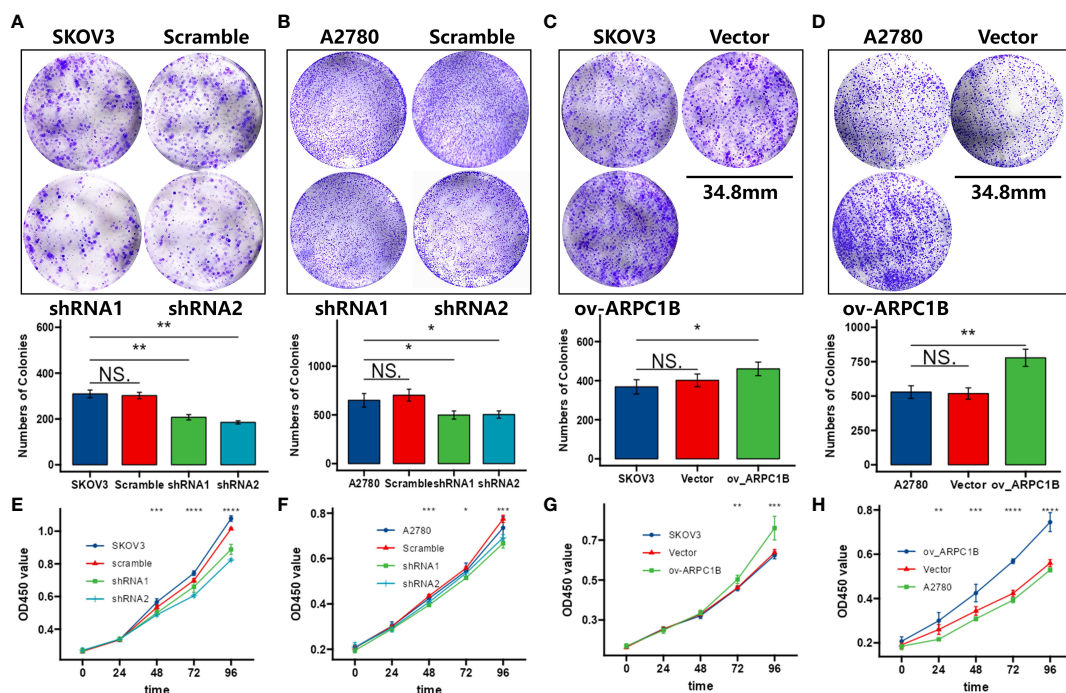 A
SKOV3 Scramble
shRNA1 shRNA2
B
A2780 Scramble
shRNA1 shRNA2
C
SKOV3 Vector
34.8mm
ov-ARPC1B
D
A2780 Vector
34.8mm
ov-ARPC1B
Numbers of Colonies
600
400
200
0
**
**
NS.
SKOV3 Scramble shRNA1 shRNA2
Numbers of Colonies
1000
500
0
*
*
NS.
A2780 Scramble shRNA1 shRNA2
Numbers of Colonies
600
400
200
0
*
NS.
SKOV3 Vector ov_ARPC1B
Numbers of Colonies
1000
750
500
250
0
**
NS.
A2780 Vector ov_ARPC1B
E
OD450 value
1.0
0.8
0.6
0.4
*** **** ****
SKOV3
scramble
shRNA1
shRNA2
0 24 48 72 96
time
F
OD450 value
0.8
0.6
0.4
0.2
*** * ***
A2780
Scramble
shRNA1
shRNA2
0 24 48 72 96
time
G
OD450 value
0.7
0.5
0.3
** ***
SKOV3
Vector
ov-ARPC1B
0 24 48 72 96
time
H
OD450 value
0.8
0.6
0.4
0.2
** *** **** ****
ov_ARPC1B
Vector
A2780
0 24 48 72 96
time